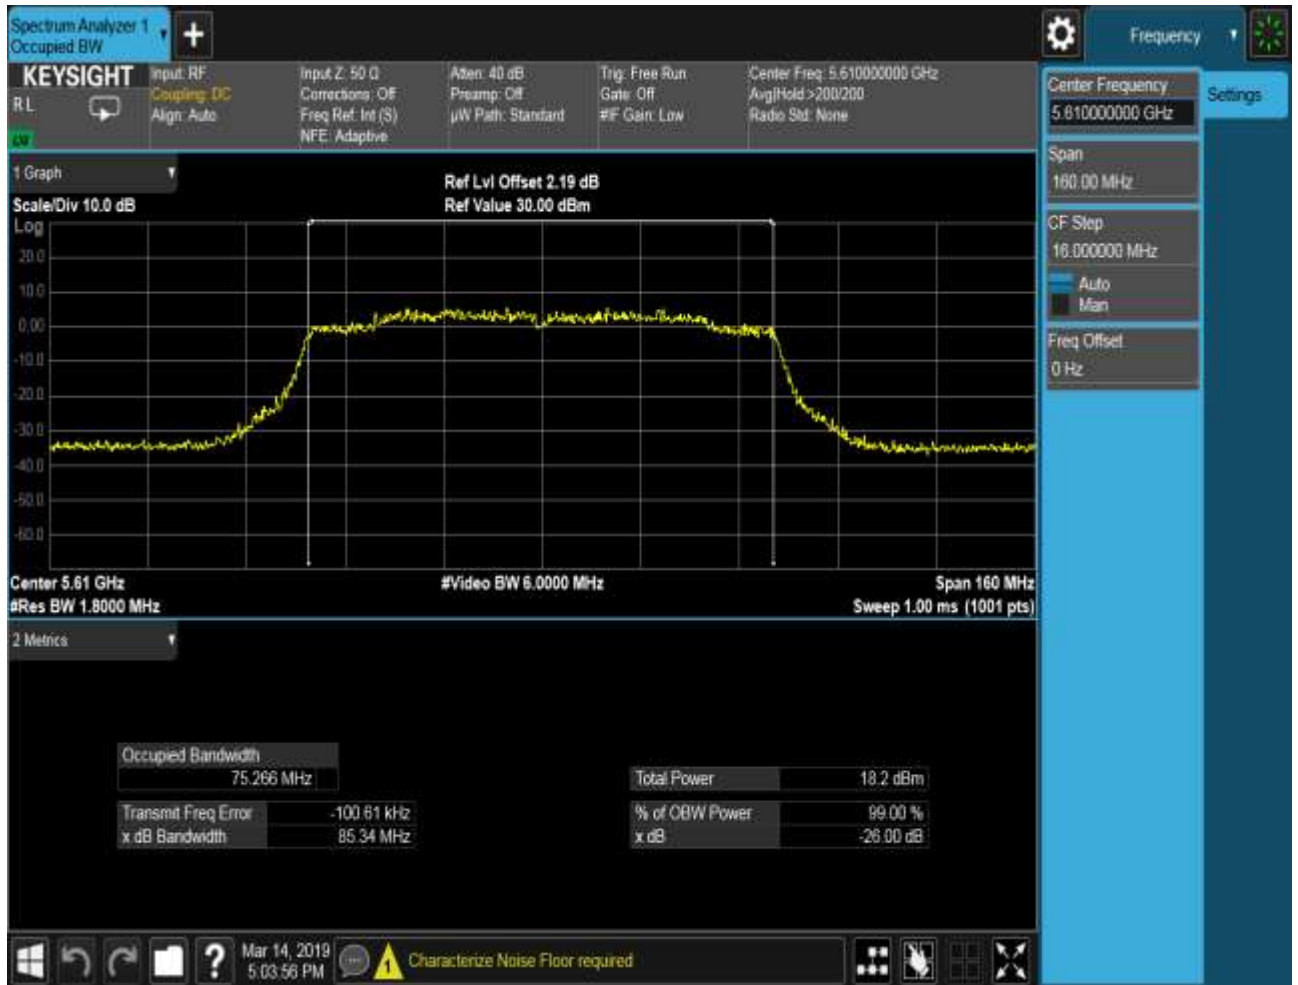 Spectrum Analyzer 1
Occupied BW
Frequency
KEYSIGHT
R L
Input: RF
Coupling: DC
Align: Auto
Input Z: 50 Ω
Corrections: Off
Freq Ref: Int (S)
NFE: Adaptive
Atten: 40 dB
Preamp: Off
µW Path: Standard
Trig: Free Run
Gate: Off
#IF Gain: Low
Center Freq: 5.610000000 GHz
Avg|Hold:>200/200
Radio Std: None
Center Frequency
5.610000000 GHz
Settings
Span
160.00 MHz
CF Step
16.000000 MHz
Auto
Man
Freq Offset
0 Hz
1 Graph
Scale/Div 10.0 dB
Ref Lvl Offset 2.19 dB
Ref Value 30.00 dBm
Log
20.0
10.0
0.00
-10.0
-20.0
-30.0
-40.0
-50.0
-60.0
Center 5.61 GHz
#Video BW 6.0000 MHz
Span 160 MHz
#Res BW 1.8000 MHz
Sweep 1.00 ms (1001 pts)
2 Metrics
Occupied Bandwidth
75.266 MHz
Total Power 18.2 dBm
Transmit Freq Error -100.61 kHz
% of OBW Power 99.00 %
x dB Bandwidth 85.34 MHz
x dB -26.00 dB
?
Mar 14, 2019
5:03:56 PM
1
Characterize Noise Floor required